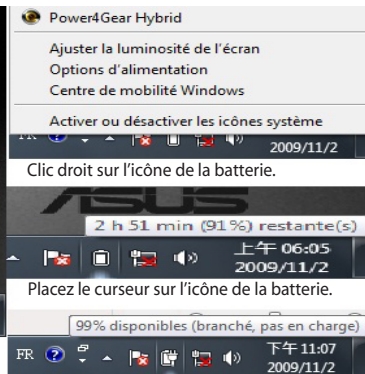 Power4Gear Hybrid
Ajuster la luminosité de l'écran
Options d'alimentation
Centre de mobilité Windows
Activer ou désactiver les icônes système
FR
2009/11/2
Clic droit sur l'icône de la batterie.
ASUS
2 h 51 min (91%) restante(s)
上午 06:05
2009/11/2
Placez le curseur sur l'icône de la batterie.
99% disponibles (branché, pas en charge)
FR
下午 11:07
2009/11/2